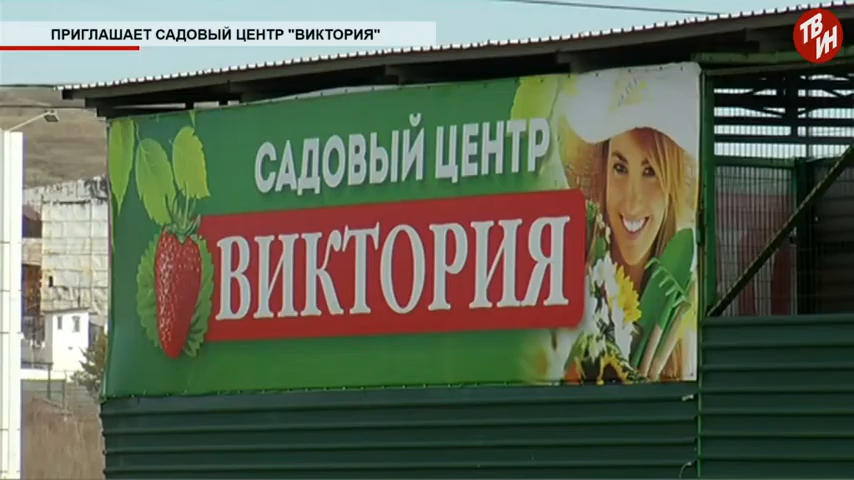 ПРИГЛАШАЕТ САДОВЫЙ ЦЕНТР "ВИКТОРИЯ"
ТВ
ИН
САДОВЫЙ ЦЕНТР
ВИКТОРИЯ